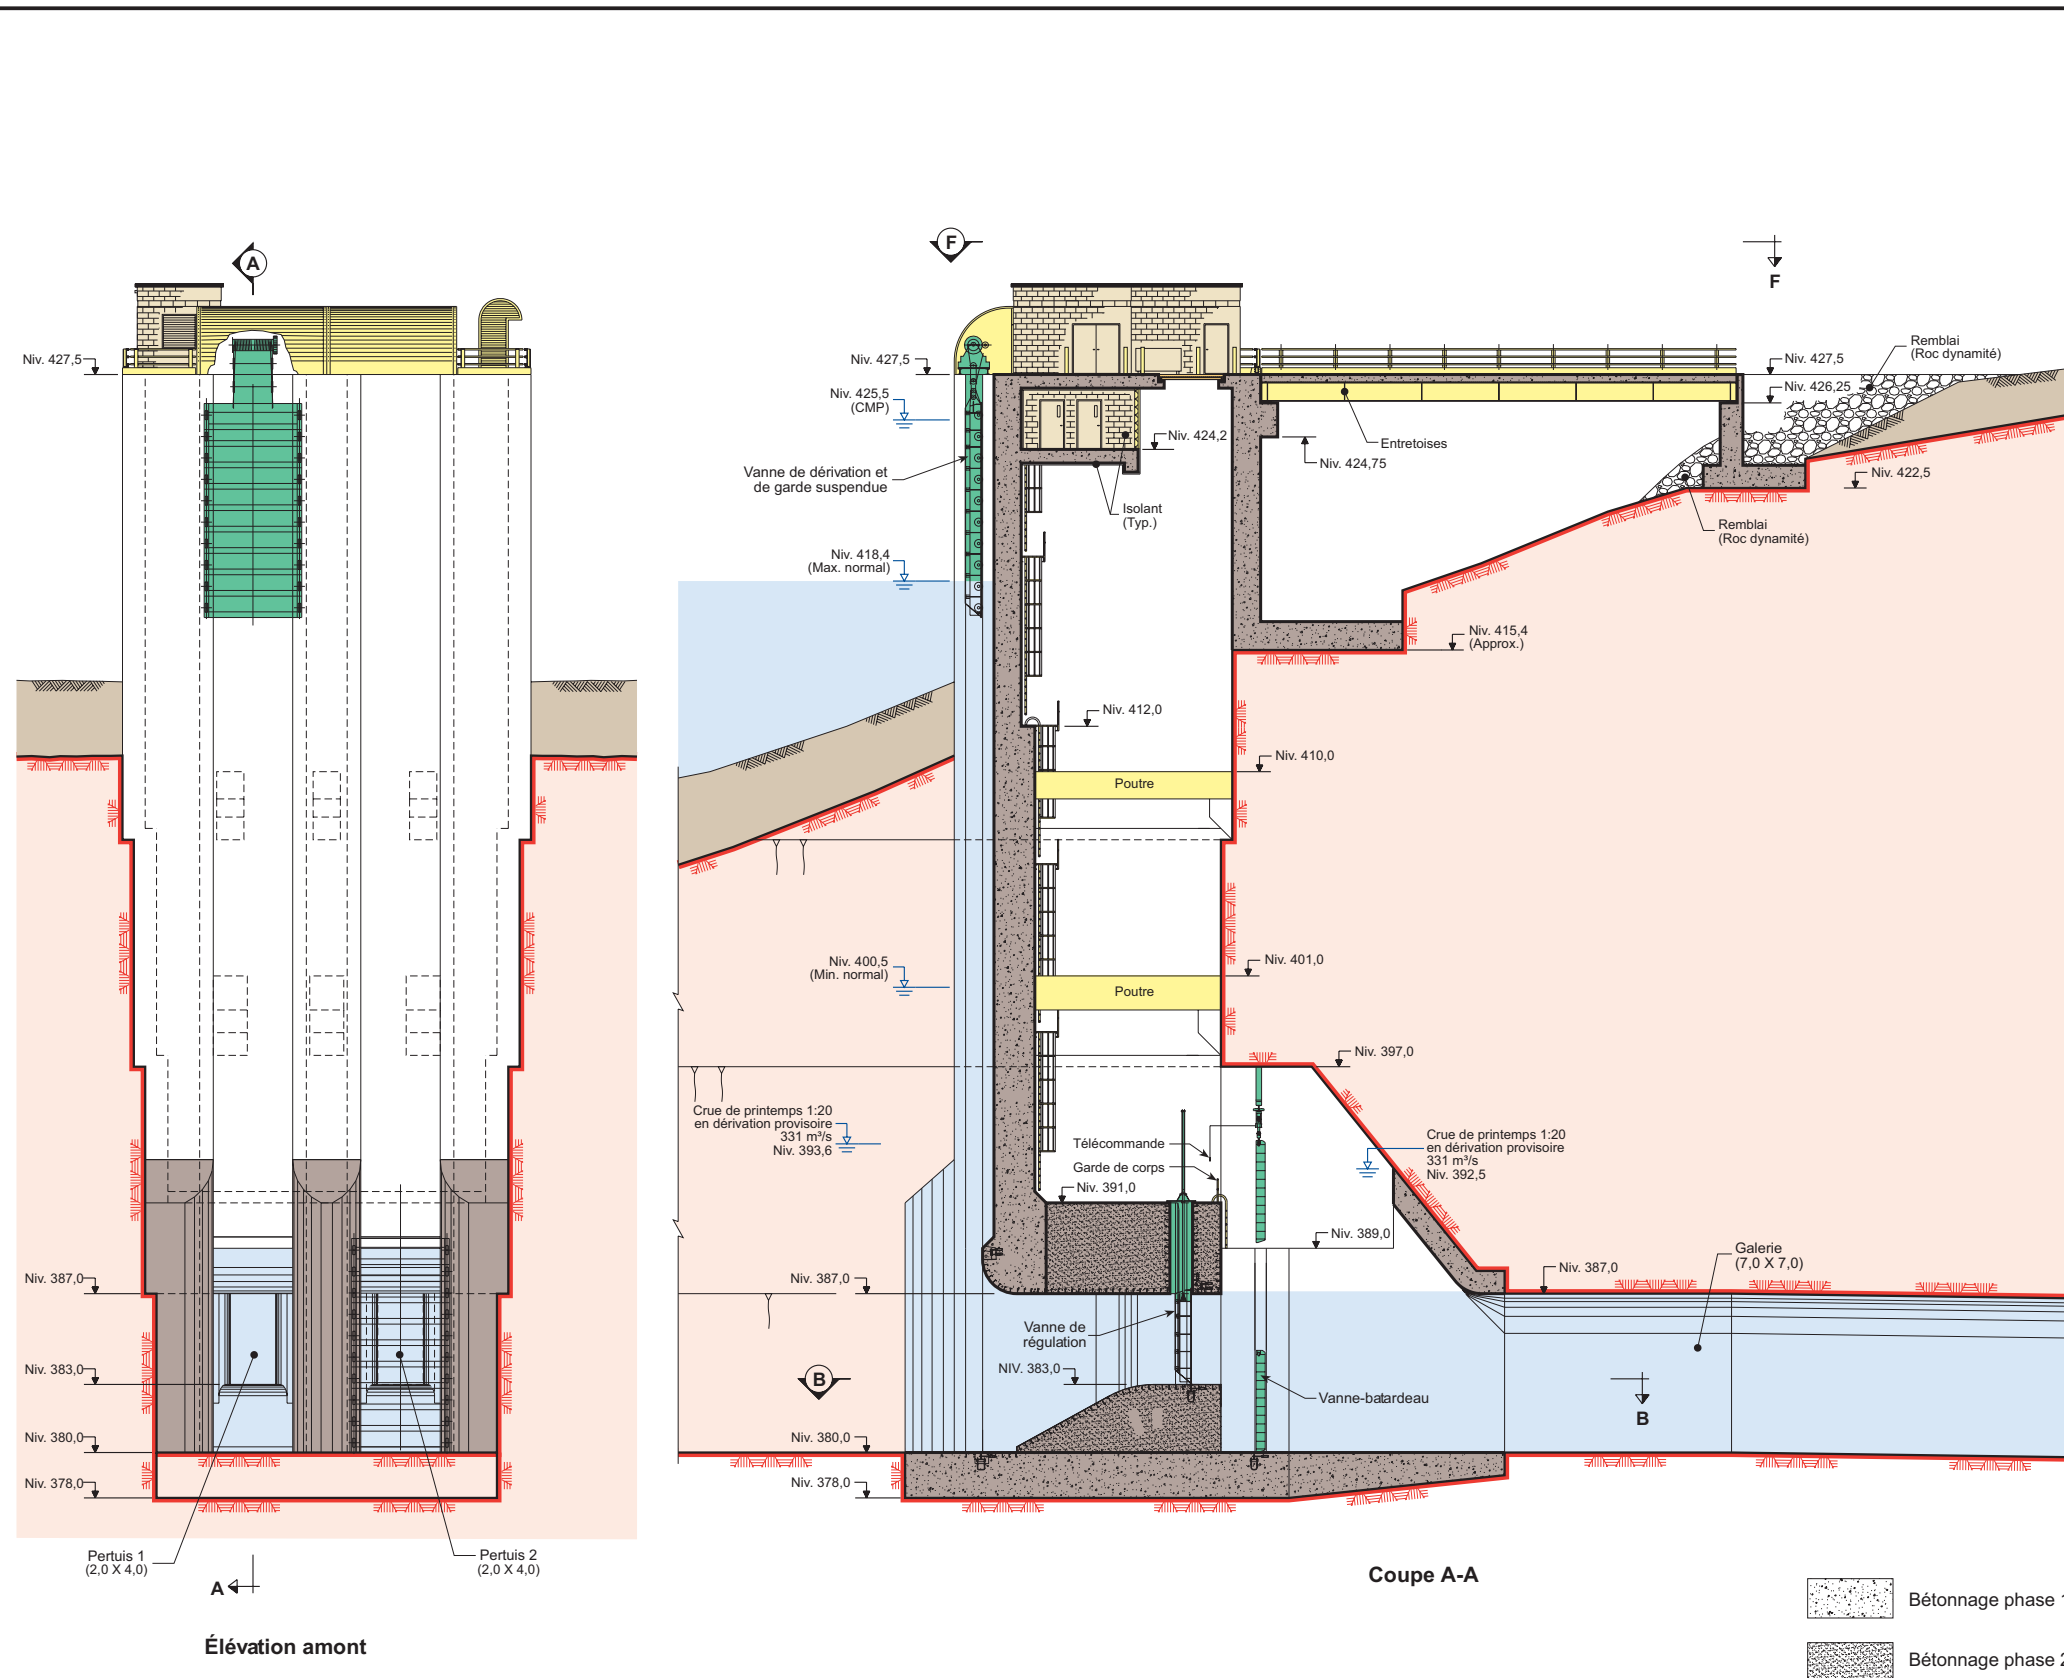 A
Niv. 427,5
Niv. 387,0
Niv. 383,0
Niv. 380,0
Niv. 378,0
Pertuis 1
(2,0 X 4,0)
Pertuis 2
(2,0 X 4,0)
A
Élévation amont
F
F
Niv. 427,5
Niv. 425,5
(CMP)
Vanne de dérivation et
de garde suspendue
Niv. 418,4
(Max. normal)
Niv. 400,5
(Min. normal)
Crue de printemps 1:20
en dérivation provisoire
331 m³/s
Niv. 393,6
Niv. 387,0
B
Niv. 380,0
Niv. 378,0
Niv. 424,2
Isolant
(Typ.)
Niv. 412,0
Niv. 410,0
Poutre
Niv. 401,0
Poutre
Niv. 397,0
Télécommande
Garde de corps
Niv. 391,0
Niv. 389,0
Vanne de
régulation
NIV. 383,0
Vanne-batardeau
Entretoises
Niv. 424,75
Niv. 415,4
(Approx.)
Remblai
(Roc dynamité)
Niv. 427,5
Niv. 426,25
Niv. 422,5
Remblai
(Roc dynamité)
Crue de printemps 1:20
en dérivation provisoire
331 m³/s
Niv. 392,5
Niv. 387,0
Galerie
(7,0 X 7,0)
B
Coupe A-A
Bétonnage phase 1
Bétonnage phase 2